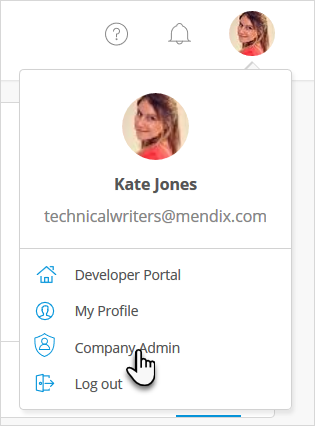 Kate Jones
technicalwriters@mendix.com
Developer Portal
My Profile
Company Admin
Log out